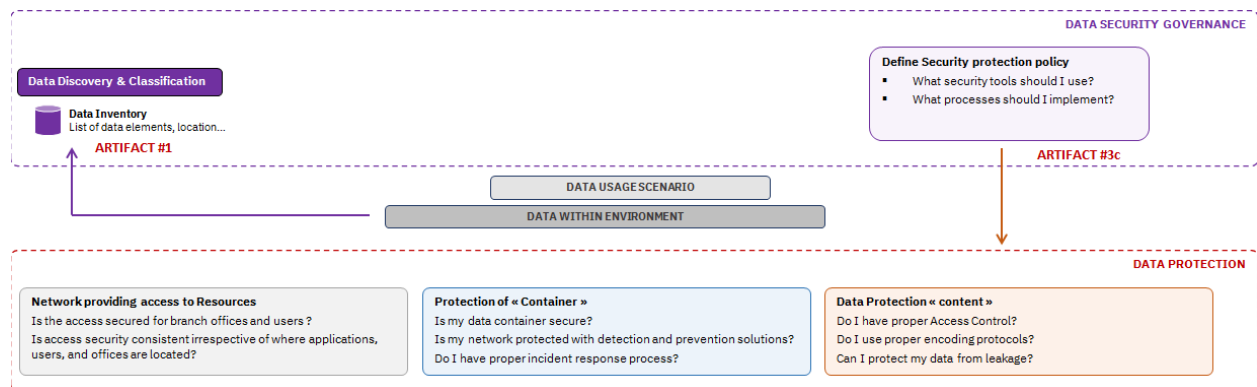 DATA SECURITY GOVERNANCE
Data Discovery & Classification
Data Inventory
List of data elements, location...
ARTIFACT #1
Define Security protection policy
▪ What security tools should I use?
▪ What processes should I implement?
ARTIFACT #3c
DATA USAGE SCENARIO
DATA WITHIN ENVIRONMENT
DATA PROTECTION
Network providing access to Resources
Is the access secured for branch offices and users ?
Is access security consistent irrespective of where applications,
users, and offices are located?
Protection of « Container »
Is my data container secure?
Is my network protected with detection and prevention solutions?
Do I have proper incident response process?
Data Protection « content »
Do I have proper Access Control?
Do I use proper encoding protocols?
Can I protect my data from leakage?